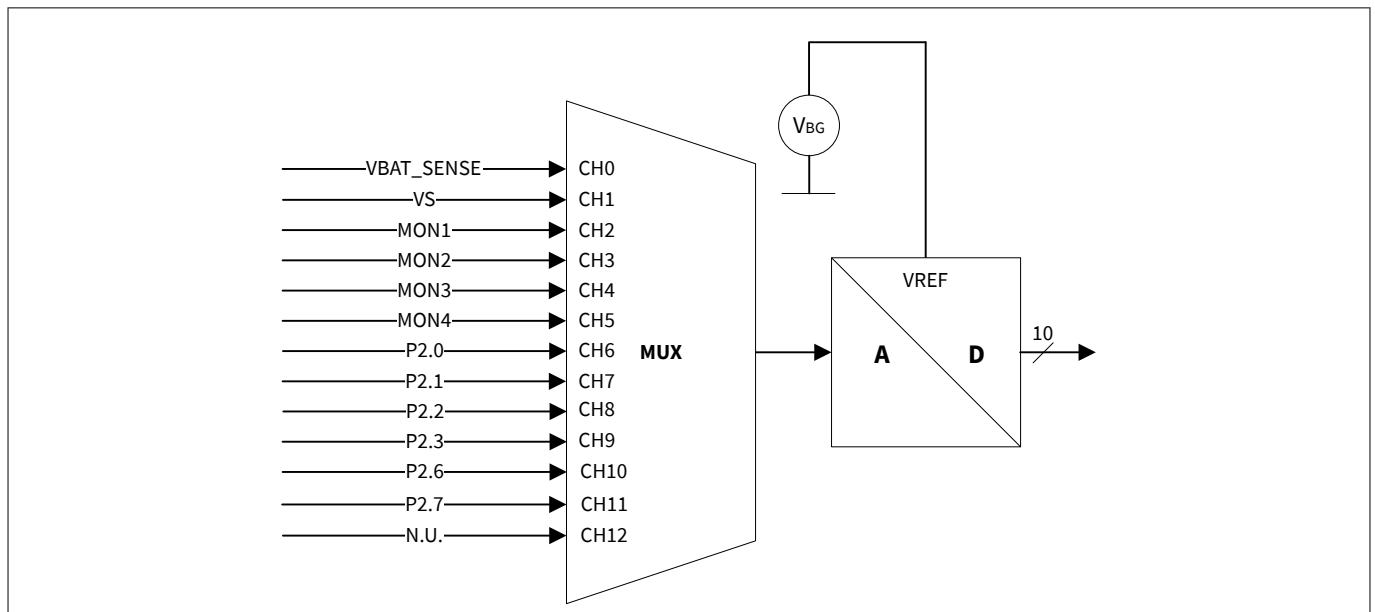 VBG
VBAT_SENSE CH0
VS CH1
MON1 CH2
MON2 CH3
MON3 CH4
MON4 CH5
P2.0 CH6
P2.1 CH7
P2.2 CH8
P2.3 CH9
P2.6 CH10
P2.7 CH11
N.U. CH12
MUX
VREF
A D
10